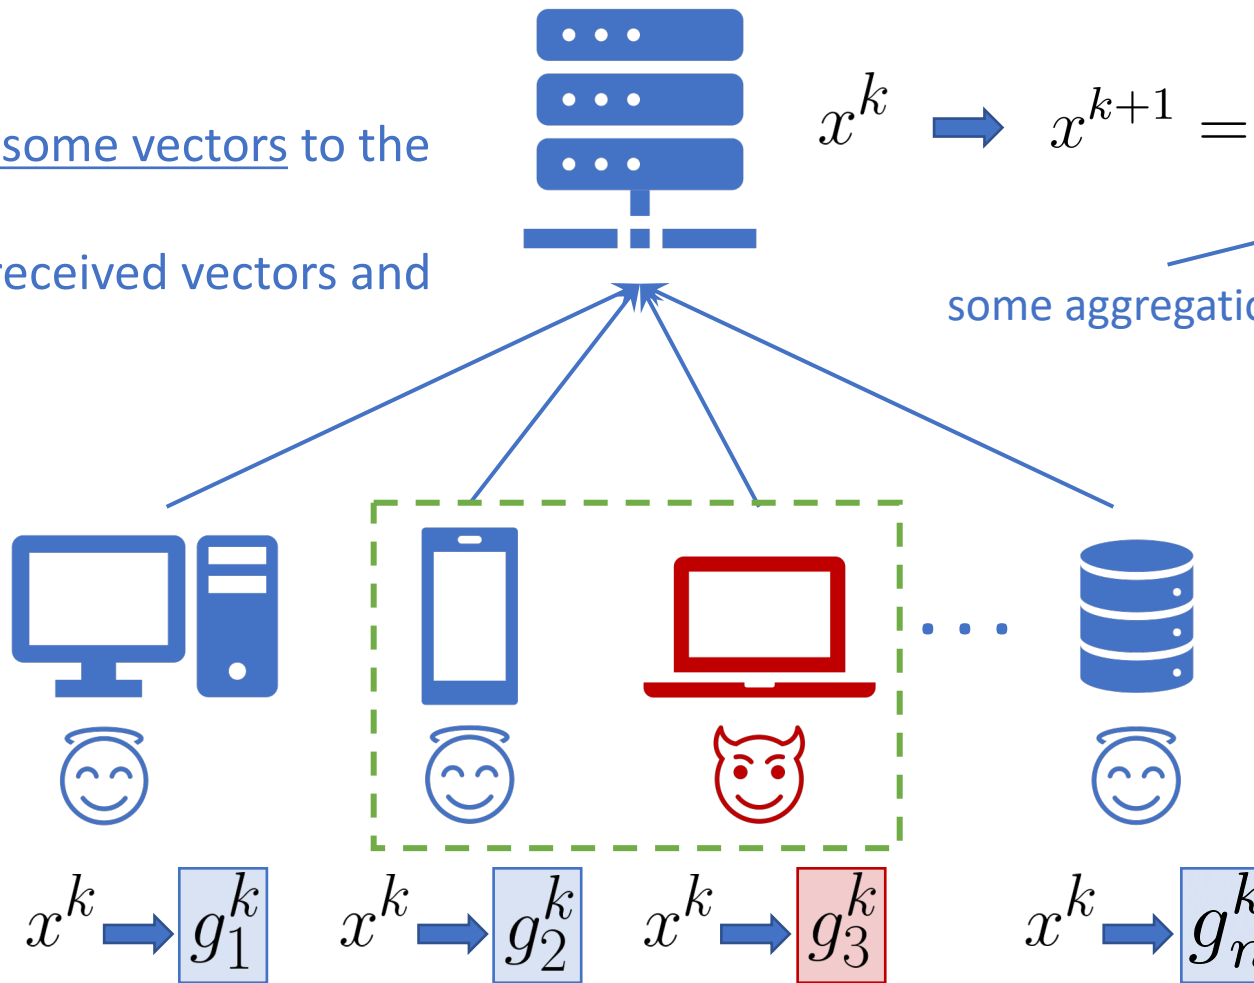 x^k ➡ x^{k+1} =
some vectors to the
received vectors and
some aggregatio
x^k ➡ g_1^k x^k ➡ g_2^k x^k ➡ g_3^k x^k ➡ g_n^k